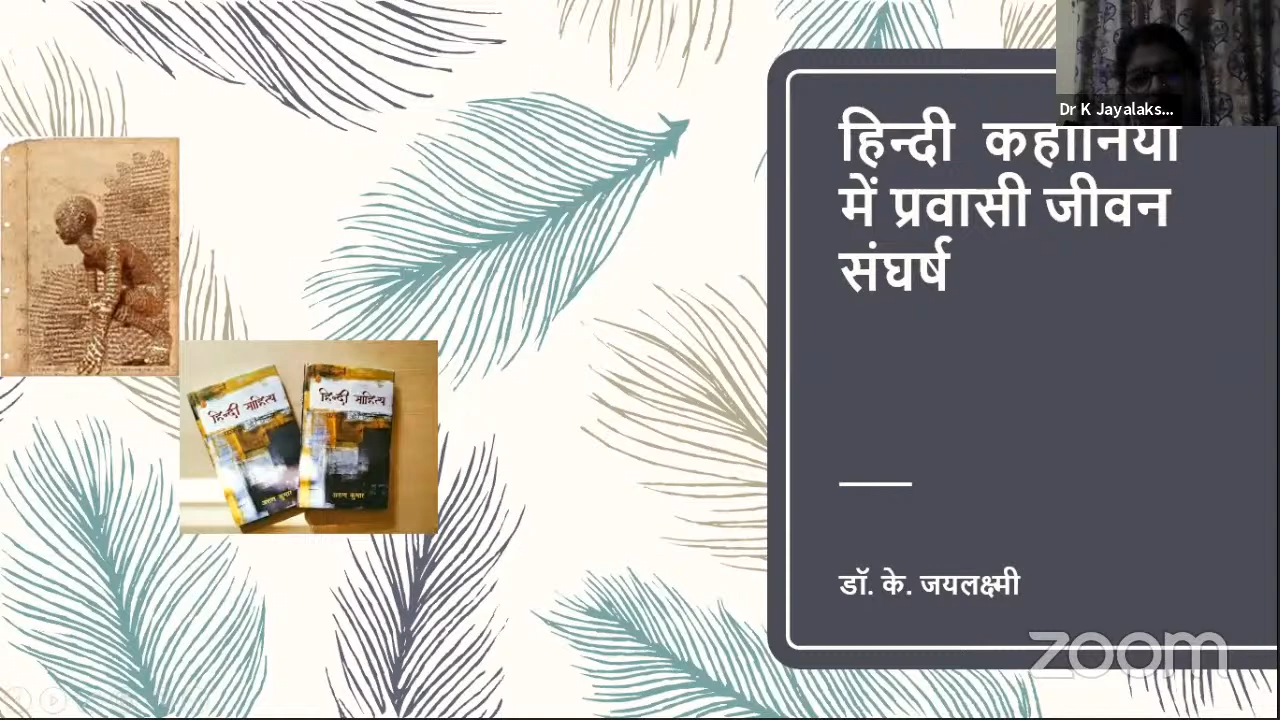 Dr K Jayalaks...
हिन्दी कहानियों
में प्रवासी जीवन
संघर्ष
हिन्दी साहित्य
हिन्दी साहित्य
डॉ. के. जयलक्ष्मी
zoom